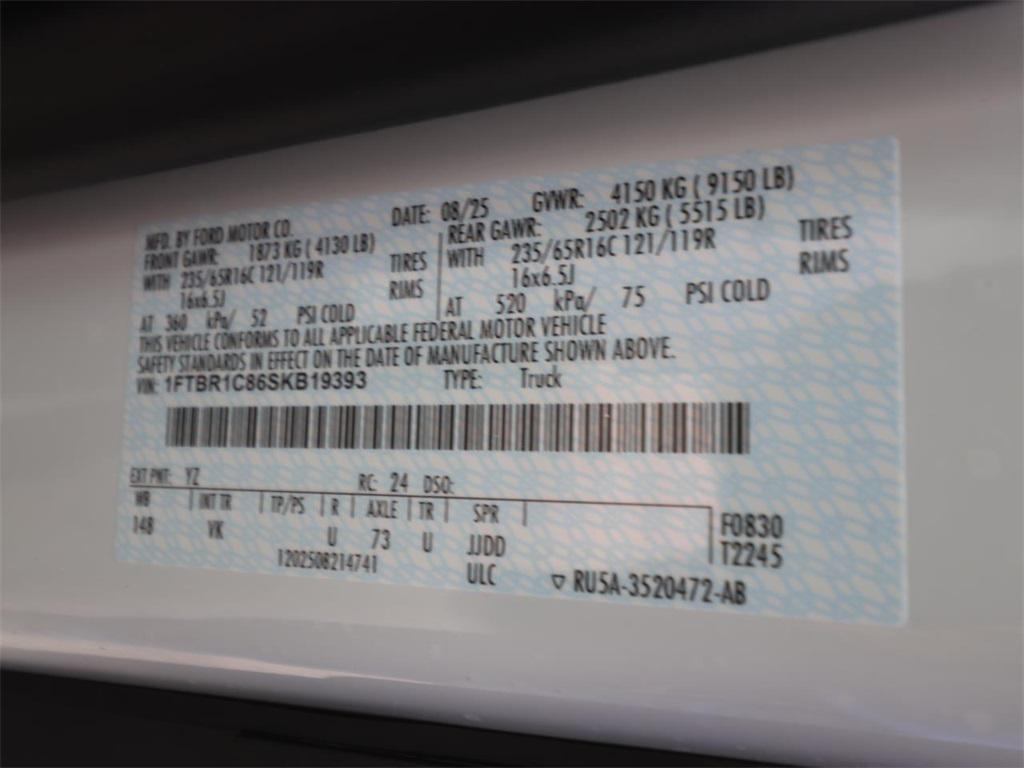 MFD. BY FORD MOTOR CO. DATE: 08/25 GVWR: 4150 KG ( 9150 LB)
FRONT GAWR: 1873 KG ( 4130 LB) REAR GAWR: 2502 KG ( 5515 LB)
WITH 235/65R16C 121/119R TIRES WITH 235/65R16C 121/119R TIRES
16x6.5J RIMS 16x6.5J RIMS
AT 360 kPa/ 52 PSI COLD AT 520 kPa/ 75 PSI COLD
THIS VEHICLE CONFORMS TO ALL APPLICABLE FEDERAL MOTOR VEHICLE
SAFETY STANDARDS IN EFFECT ON THE DATE OF MANUFACTURE SHOWN ABOVE.
VIN: 1FTBR1C86SKB19393 TYPE: Truck
EXT PNT: YZ RC: 24 DSO:
WB INT TR TP/PS R AXLE TR SPR F0830
148 VK U 73 U JJDD T2245
1202508214741 ULC ▽ RU5A-3520472-AB